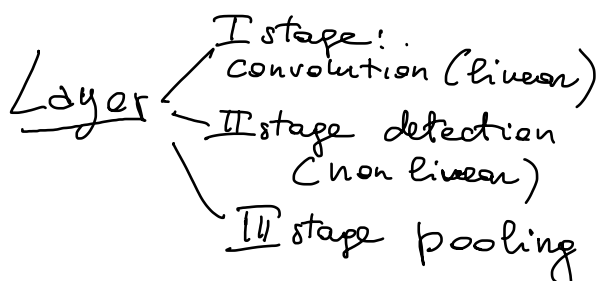 I stage:
convolution (linear)
Layer
II stage detection
(non linear)
III stage pooling